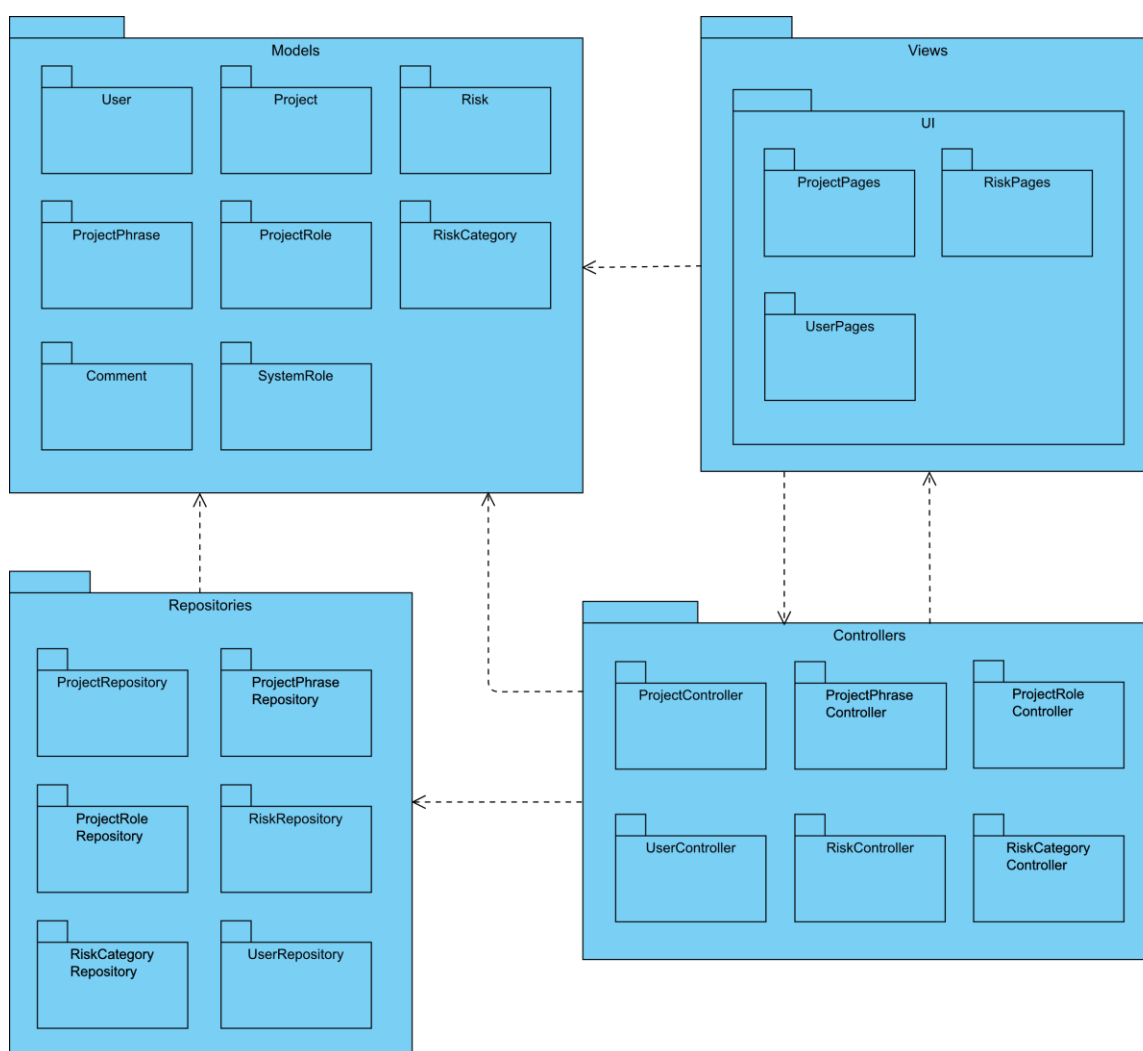 Models
User
Project
Risk
ProjectPhrase
ProjectRole
RiskCategory
Comment
SystemRole
Views
UI
ProjectPages
RiskPages
UserPages
Repositories
ProjectRepository
ProjectPhrase
Repository
ProjectRole
Repository
RiskRepository
RiskCategory
Repository
UserRepository
Controllers
ProjectController
ProjectPhrase
Controller
ProjectRole
Controller
UserController
RiskController
RiskCategory
Controller